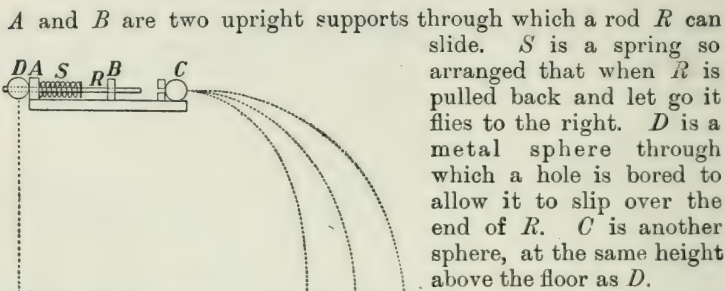 A and B are two upright supports through which a rod R can
slide. S is a spring so
arranged that when R is
pulled back and let go it
flies to the right. D is a
metal sphere through
which a hole is bored to
allow it to slip over the
end of R. C is another
sphere, at the same height
above the floor as D.
D A S R B C